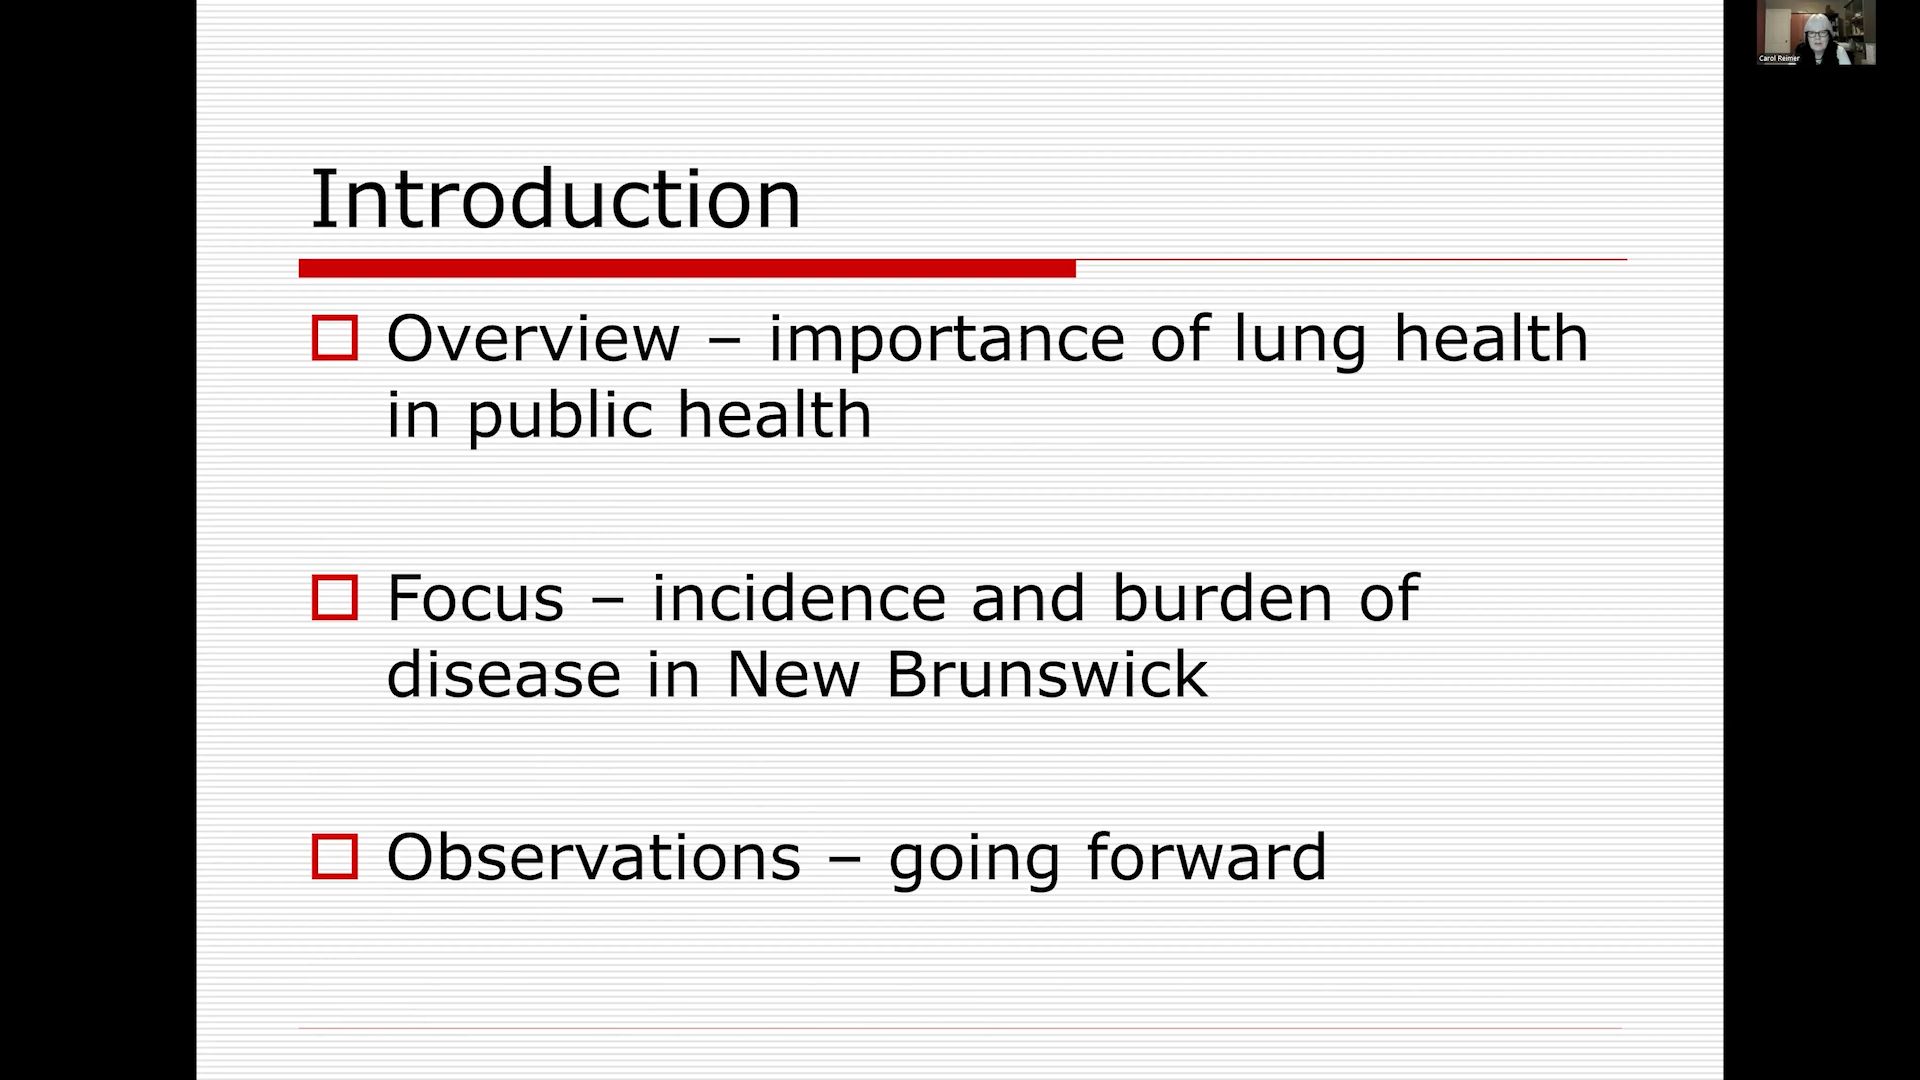 Carol Reimer
Introduction
Overview – importance of lung health
in public health
Focus – incidence and burden of
disease in New Brunswick
Observations – going forward